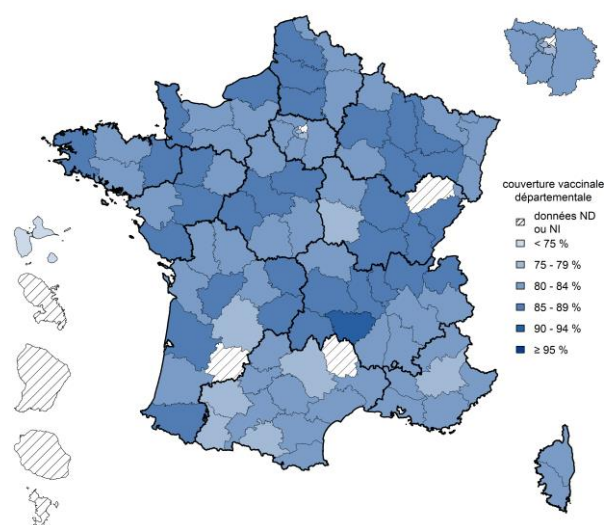 couverture vaccinale
départementale
données ND
ou NI
< 75 %
75 - 79 %
80 - 84 %
85 - 89 %
90 - 94 %
≥ 95 %